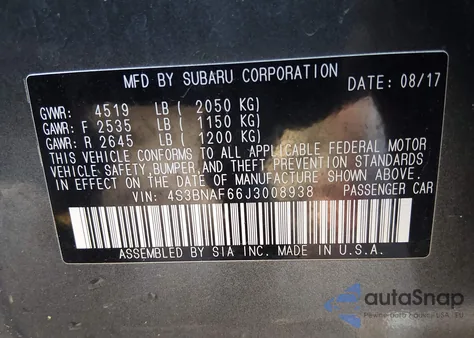 MFD BY SUBARU CORPORATION
DATE: 08/17
GVWR: 4519 LB ( 2050 KG)
GAWR: F 2535 LB ( 1150 KG)
GAWR: R 2645 LB ( 1200 KG)
THIS VEHICLE CONFORMS TO ALL APPLICABLE FEDERAL MOTOR
VEHICLE SAFETY, BUMPER, AND THEFT PREVENTION STANDARDS
IN EFFECT ON THE DATE OF MANUFACTURE SHOWN ABOVE.
VIN: 4S3BNAF66J3008938 PASSENGER CAR
ASSEMBLED BY SIA INC. MADE IN U.S.A.
autoSnap